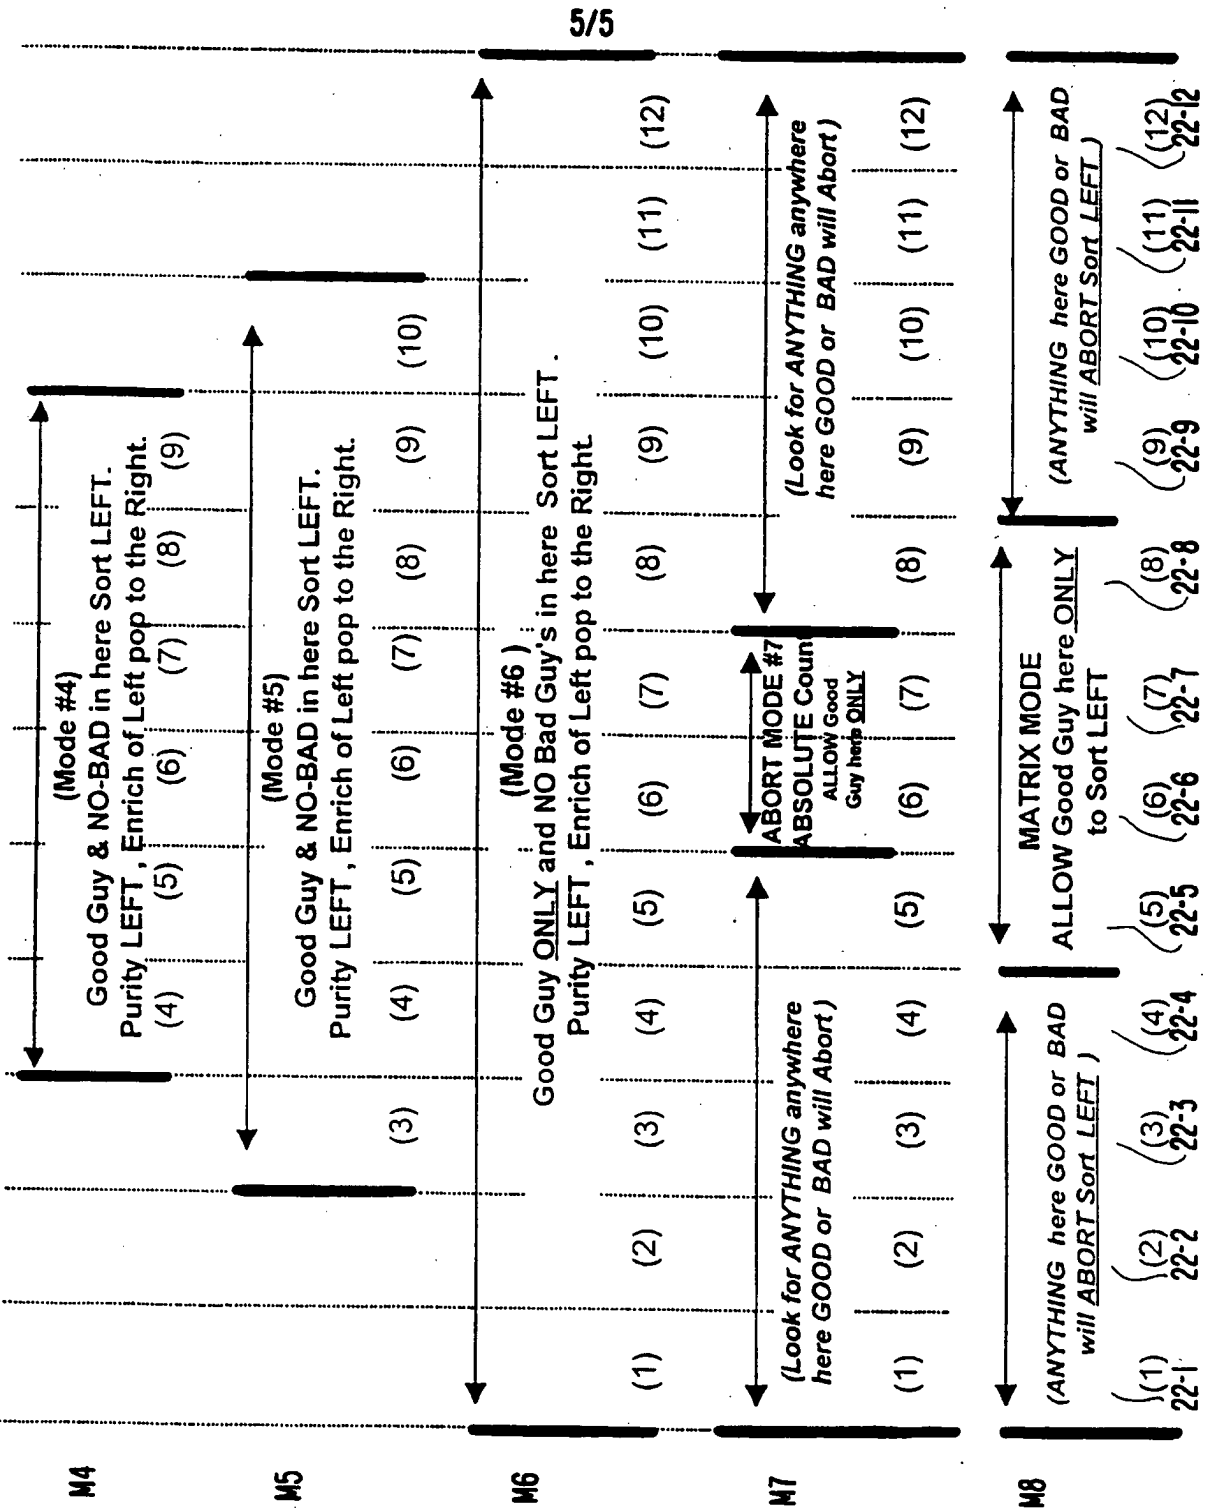 5/5
M4
(Mode #4)
Good Guy & NO-BAD in here Sort LEFT.
Purity LEFT , Enrich of Left pop to the Right.
(4) (5) (6) (7) (8) (9)
M5
(Mode #5)
Good Guy & NO-BAD in here Sort LEFT.
Purity LEFT , Enrich of Left pop to the Right.
(3) (4) (5) (6) (7) (8) (9) (10)
M6
(Mode #6 )
Good Guy ONLY and NO Bad Guy's in here Sort LEFT .
Purity LEFT , Enrich of Left pop to the Right.
(1) (2) (3) (4) (5) (6) (7) (8) (9) (10) (11) (12)
M7
(Look for ANYTHING anywhere
here GOOD or BAD will Abort )
ABORT MODE #7
ABSOLUTE Count
ALLOW Good
Guy here ONLY
(Look for ANYTHING anywhere
here GOOD or BAD will Abort )
(1) (2) (3) (4) (5) (6) (7) (8) (9) (10) (11) (12)
M8
(ANYTHING here GOOD or BAD
will ABORT Sort LEFT )
MATRIX MODE
ALLOW Good Guy here ONLY
to Sort LEFT
(ANYTHING here GOOD or BAD
will ABORT Sort LEFT )
(1) (2) (3) (4) (5) (6) (7) (8) (9) (10) (11) (12)
22-1 22-2 22-3 22-4 22-5 22-6 22-7 22-8 22-9 22-10 22-11 22-12